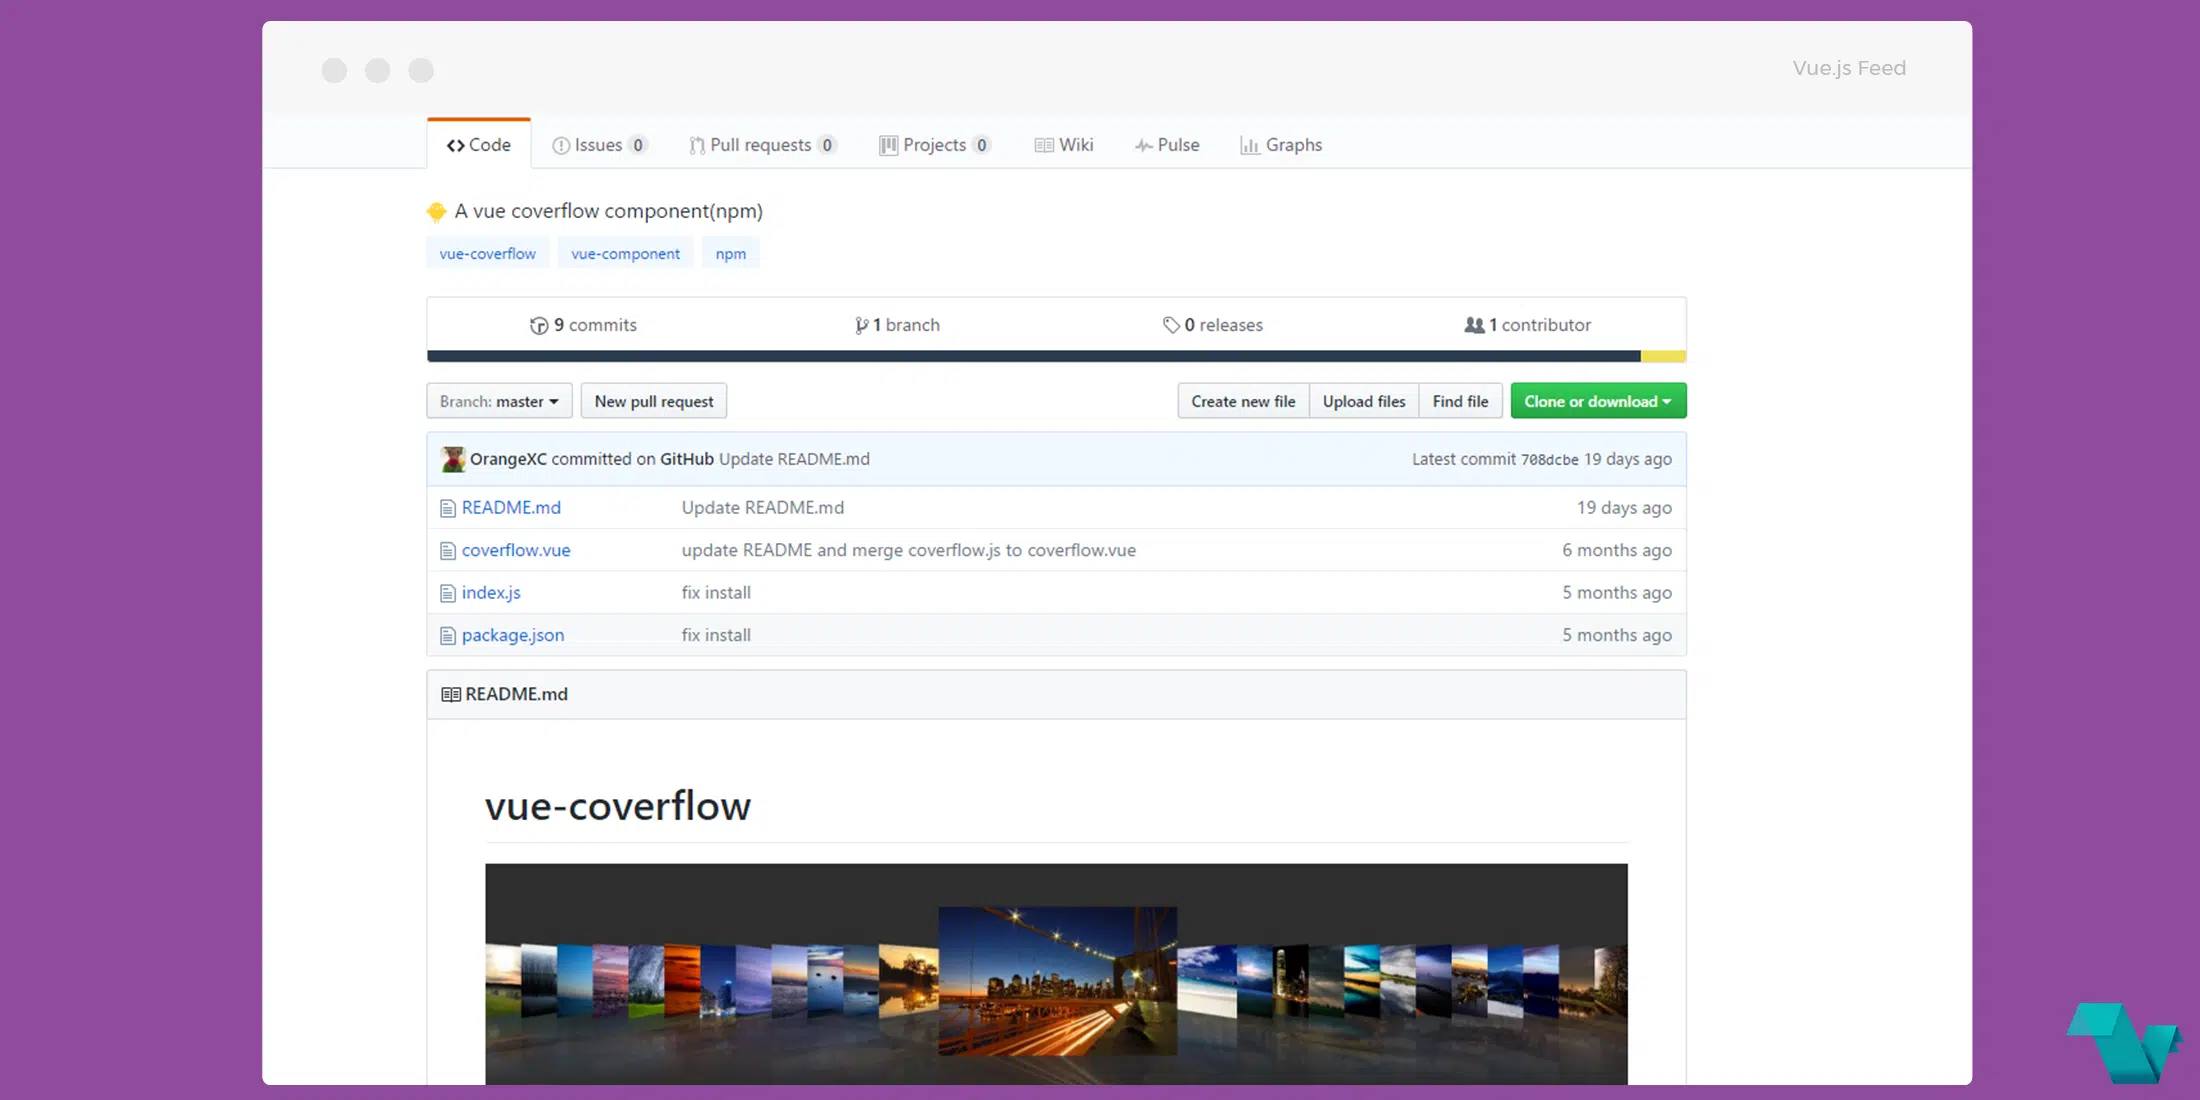 Vue.js Feed
Code Issues 0 Pull requests 0 Projects 0 Wiki Pulse Graphs
A vue coverflow component(npm)
vue-coverflow vue-component npm
9 commits 1 branch 0 releases 1 contributor
Branch: master New pull request Create new file Upload files Find file Clone or download
OrangeXC committed on GitHub Update README.md Latest commit 708dcbe 19 days ago
README.md Update README.md 19 days ago
coverflow.vue update README and merge coverflow.js to coverflow.vue 6 months ago
index.js fix install 5 months ago
package.json fix install 5 months ago
README.md
vue-coverflow